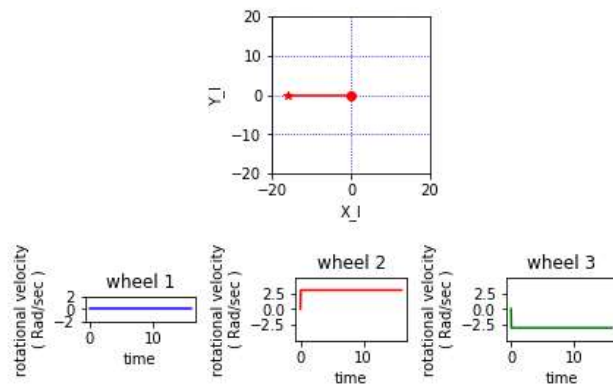 20
10
0
−10
−20
Y_I
−20 0 20
X_I
wheel 1
rotational velocity
( Rad/sec )
2
0
−2
0 10
time
wheel 2
rotational velocity
( Rad/sec )
2.5
0.0
−2.5
0 10
time
wheel 3
rotational velocity
( Rad/sec )
2.5
0.0
−2.5
0 10
time